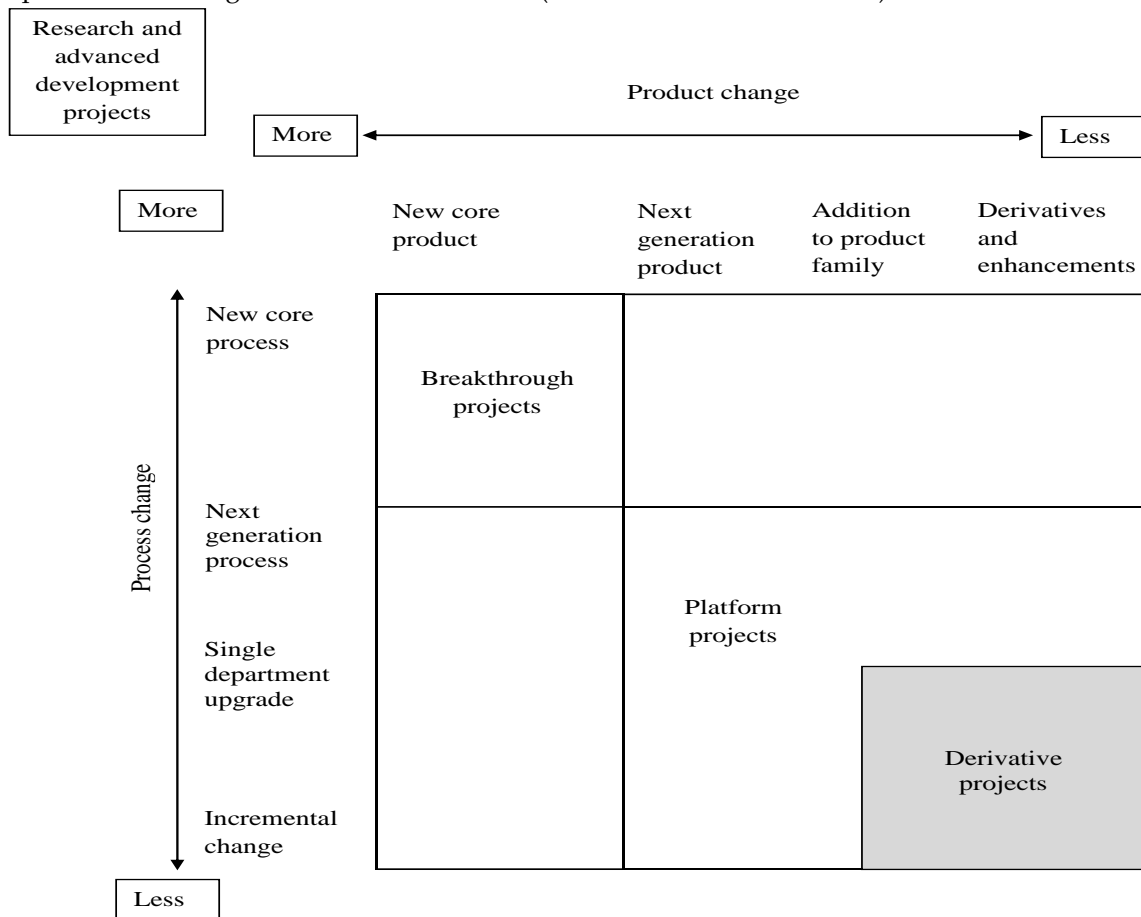 Research and
advanced
development
projects
Product change
More
Less
More
New core
product
Next
generation
product
Addition
to product
family
Derivatives
and
enhancements
New core
process
Breakthrough
projects
Process change
Next
generation
process
Platform
projects
Single
department
upgrade
Derivative
projects
Incremental
change
Less